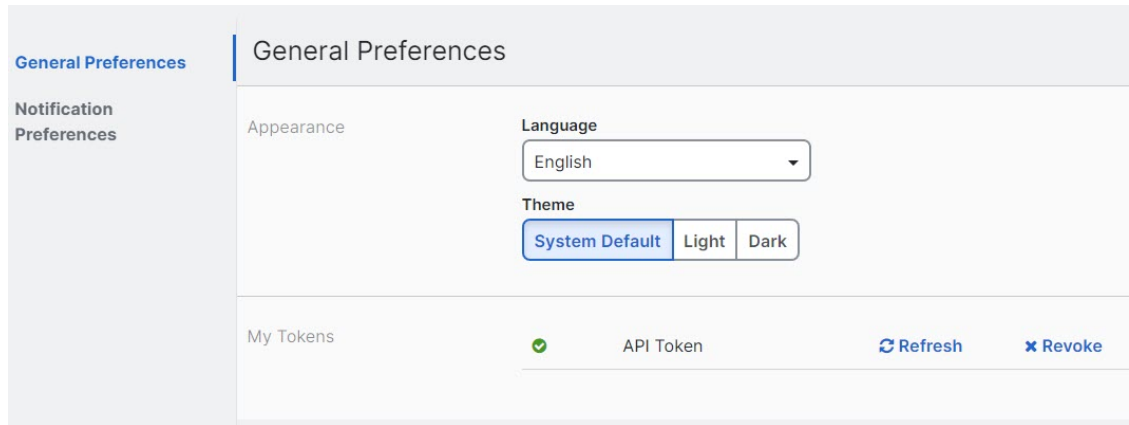 General Preferences
Notification
Preferences
General Preferences
Appearance
Language
English
Theme
System Default Light Dark
My Tokens
API Token Refresh Revoke